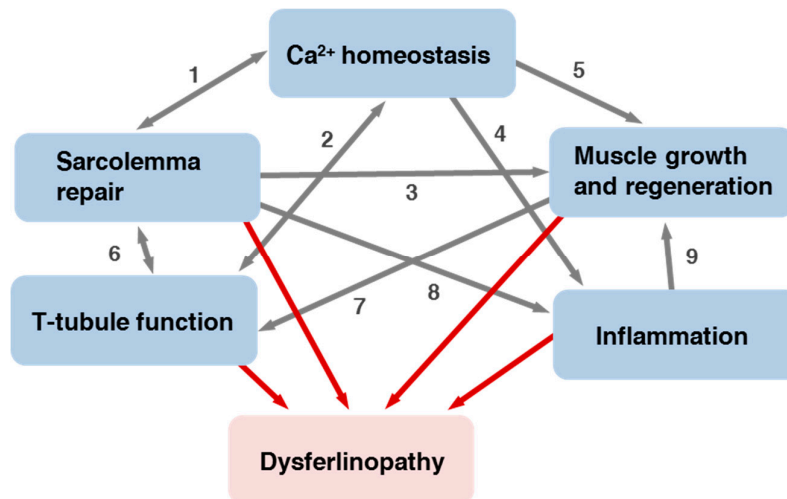 Ca²⁺ homeostasis
1
5
2
4
Sarcolemma
repair
3
Muscle growth
and regeneration
6
7
8
9
T-tubule function
Inflammation
Dysferlinopathy